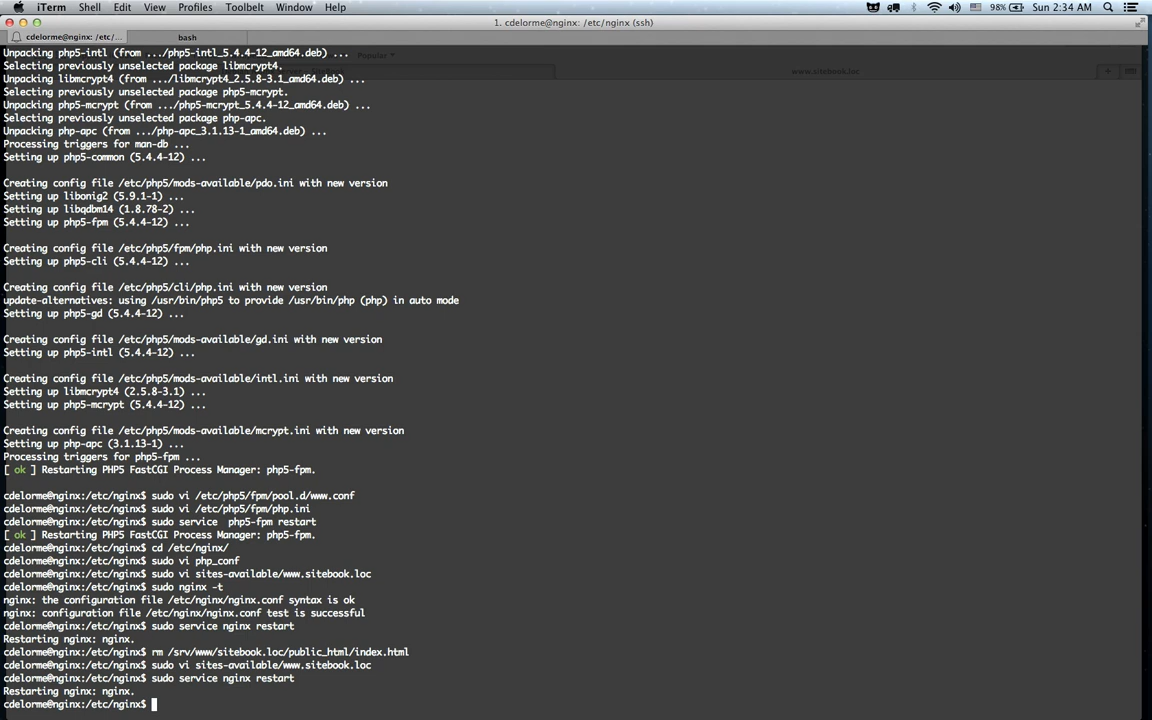 iTerm Shell Edit View Profiles Toolbelt Window Help 98% Sun 2:34 AM
1. cdelorme@nginx: /etc/nginx (ssh)
cdelorme@nginx: /etc/... bash
Popular
www.sitebook.loc
Unpacking php5-intl (from .../php5-intl_5.4.4-12_amd64.deb) ...
Selecting previously unselected package libmcrypt4.
Unpacking libmcrypt4 (from .../libmcrypt4_2.5.8-3.1_amd64.deb) ...
Selecting previously unselected package php5-mcrypt.
Unpacking php5-mcrypt (from .../php5-mcrypt_5.4.4-12_amd64.deb) ...
Selecting previously unselected package php-apc.
Unpacking php-apc (from .../php-apc_3.1.13-1_amd64.deb) ...
Processing triggers for man-db ...
Setting up php5-common (5.4.4-12) ...
Creating config file /etc/php5/mods-available/pdo.ini with new version
Setting up libonig2 (5.9.1-1) ...
Setting up libqdbm14 (1.8.78-2) ...
Setting up php5-fpm (5.4.4-12) ...
Creating config file /etc/php5/fpm/php.ini with new version
Setting up php5-cli (5.4.4-12) ...
Creating config file /etc/php5/cli/php.ini with new version
update-alternatives: using /usr/bin/php5 to provide /usr/bin/php (php) in auto mode
Setting up php5-gd (5.4.4-12) ...
Creating config file /etc/php5/mods-available/gd.ini with new version
Setting up php5-intl (5.4.4-12) ...
Creating config file /etc/php5/mods-available/intl.ini with new version
Setting up libmcrypt4 (2.5.8-3.1) ...
Setting up php5-mcrypt (5.4.4-12) ...
Creating config file /etc/php5/mods-available/mcrypt.ini with new version
Setting up php-apc (3.1.13-1) ...
Processing triggers for php5-fpm ...
[ ok ] Restarting PHP5 FastCGI Process Manager: php5-fpm.
cdelorme@nginx:/etc/nginx$ sudo vi /etc/php5/fpm/pool.d/www.conf
cdelorme@nginx:/etc/nginx$ sudo vi /etc/php5/fpm/php.ini
cdelorme@nginx:/etc/nginx$ sudo service  php5-fpm restart
[ ok ] Restarting PHP5 FastCGI Process Manager: php5-fpm.
cdelorme@nginx:/etc/nginx$ cd /etc/nginx/
cdelorme@nginx:/etc/nginx$ sudo vi php_conf
cdelorme@nginx:/etc/nginx$ sudo vi sites-available/www.sitebook.loc
cdelorme@nginx:/etc/nginx$ sudo nginx -t
nginx: the configuration file /etc/nginx/nginx.conf syntax is ok
nginx: configuration file /etc/nginx/nginx.conf test is successful
cdelorme@nginx:/etc/nginx$ sudo service nginx restart
Restarting nginx: nginx.
cdelorme@nginx:/etc/nginx$ rm /srv/www/sitebook.loc/public_html/index.html
cdelorme@nginx:/etc/nginx$ sudo vi sites-available/www.sitebook.loc
cdelorme@nginx:/etc/nginx$ sudo service nginx restart
Restarting nginx: nginx.
cdelorme@nginx:/etc/nginx$